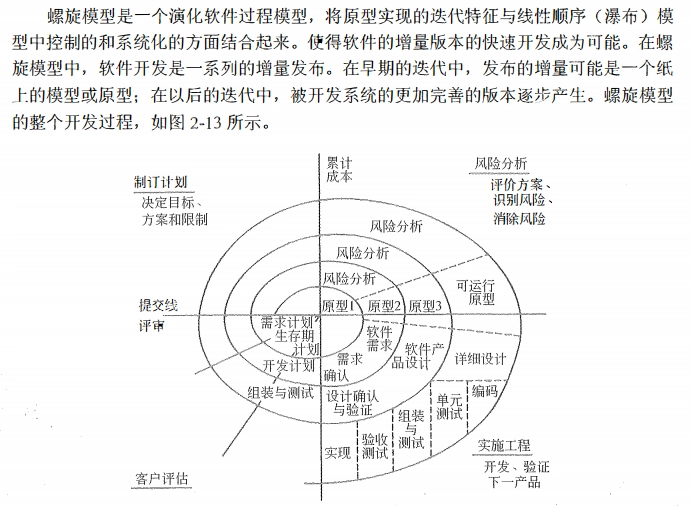 螺旋模型是一个演化软件过程模型，将原型实现的迭代特征与线性顺序（瀑布）模
型中控制的和系统化的方面结合起来。使得软件的增量版本的快速开发成为可能。在螺
旋模型中，软件开发是一系列的增量发布。在早期的迭代中，发布的增量可能是一个纸
上的模型或原型；在以后的迭代中，被开发系统的更加完善的版本逐步产生。螺旋模型
的整个开发过程，如图 2-13 所示。
累计
成本
制订计划
决定目标、
方案和限制
风险分析
评价方案、
识别风险、
消除风险
风险分析
风险分析
风险分析
可运行
原型
原型1
原型2
原型3
提交线
评审
需求计划
生存期
计划
软件
需求
需求
确认
软件产
品设计
详细设计
开发计划
组装与测试
设计确认
与验证
实现
验收
测试
组装
与
测试
单元
测试
编码
实施工程
开发、验证
下一产品
客户评估